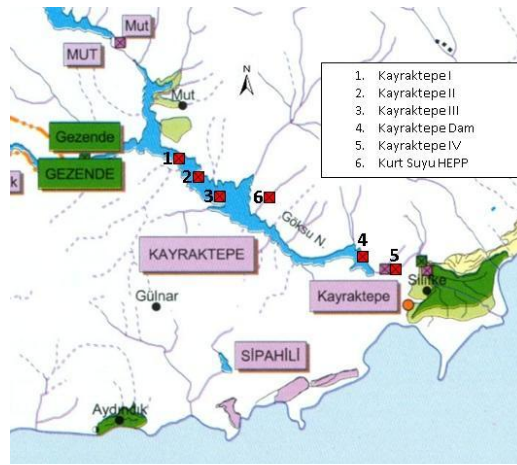 Mut
MUT
N
Mut
1. Kayraktepe I
2. Kayraktepe II
3. Kayraktepe III
4. Kayraktepe Dam
5. Kayraktepe IV
6. Kurt Suyu HEPP
Gezende
GEZENDE
k
1
2
3
6
Göksu N.
4
5
KAYRAKTEPE
Silifke
Kayraktepe
Gülnar
SİPAHİLİ
Aydıncık